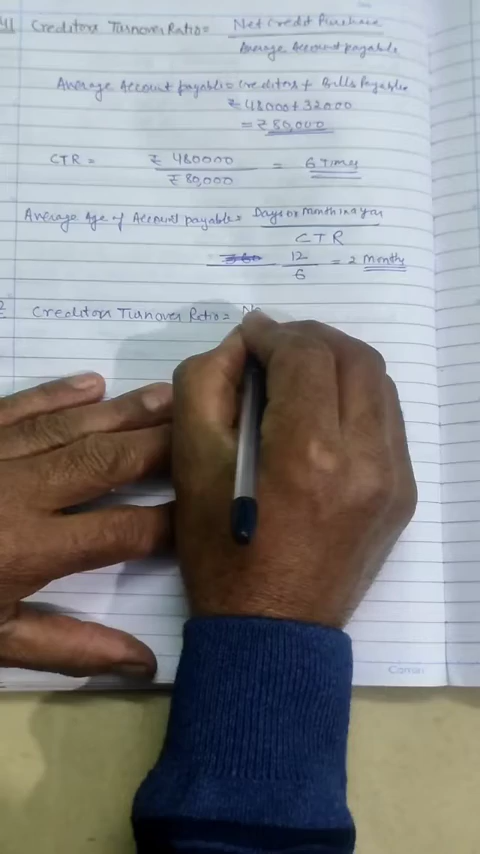 41 Creditors Turnover Ratio = Net Credit Purchase
Average Account payable
Average Account payable = Creditors + Bills Payable
= ₹ 48000 + 32000
= ₹ 80,000
CTR = ₹ 480000 = 6 Times
₹ 80,000
Average Age of Account payable = Days or Month in a year
CTR
12 = 2 Months
6
Creditors Turnover Ratio = Ne